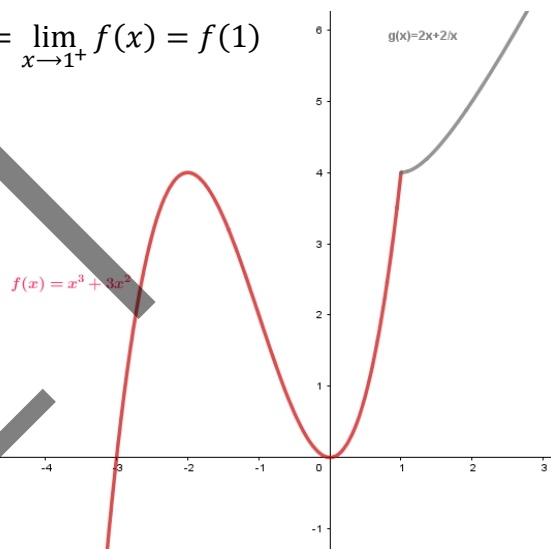 = lim x→1⁺ f(x) = f(1)
g(x)=2x+2/x
f(x) = x³ + 3x²
6
5
4
3
2
1
-4 -3 -2 -1 0 1 2 3
-1